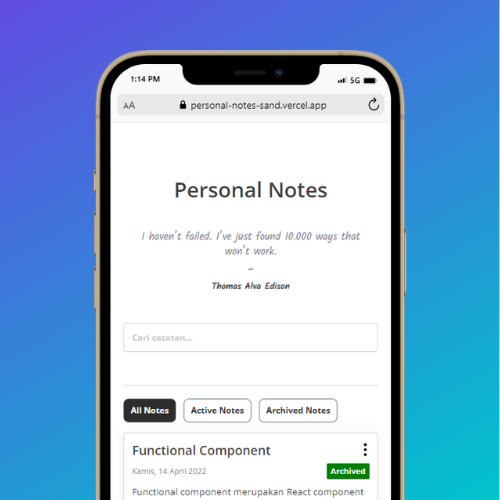 1:14 PM
5G
AA
personal-notes-sand.vercel.app
Personal Notes
I haven't failed. I've just found 10.000 ways that
won't work.
-
Thomas Alva Edison
Cari catatan...
All Notes
Active Notes
Archived Notes
Functional Component
Kamis, 14 April 2022
Archived
Functional component merupakan React component